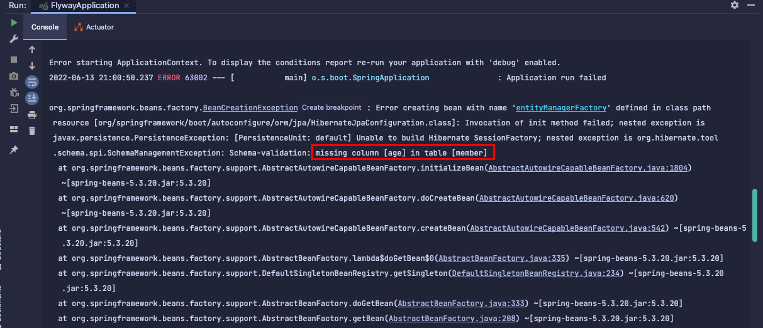 Run: FlywayApplication ×
Console Actuator
Error starting ApplicationContext. To display the conditions report re-run your application with 'debug' enabled.
2022-06-13 21:00:50.237 ERROR 63002 --- [ main] o.s.boot.SpringApplication : Application run failed
org.springframework.beans.factory.BeanCreationException Create breakpoint : Error creating bean with name 'entityManagerFactory' defined in class path
resource [org/springframework/boot/autoconfigure/orm/jpa/HibernateJpaConfiguration.class]: Invocation of init method failed; nested exception is
javax.persistence.PersistenceException: [PersistenceUnit: default] Unable to build Hibernate SessionFactory; nested exception is org.hibernate.tool
.schema.spi.SchemaManagementException: Schema-validation: missing column [age] in table [member]
at org.springframework.beans.factory.support.AbstractAutowireCapableBeanFactory.initializeBean(AbstractAutowireCapableBeanFactory.java:1804)
~[spring-beans-5.3.20.jar:5.3.20]
at org.springframework.beans.factory.support.AbstractAutowireCapableBeanFactory.doCreateBean(AbstractAutowireCapableBeanFactory.java:620)
~[spring-beans-5.3.20.jar:5.3.20]
at org.springframework.beans.factory.support.AbstractAutowireCapableBeanFactory.createBean(AbstractAutowireCapableBeanFactory.java:542) ~[spring-beans-5
.3.20.jar:5.3.20]
at org.springframework.beans.factory.support.AbstractBeanFactory.lambda$doGetBean$0(AbstractBeanFactory.java:335) ~[spring-beans-5.3.20.jar:5.3.20]
at org.springframework.beans.factory.support.DefaultSingletonBeanRegistry.getSingleton(DefaultSingletonBeanRegistry.java:234) ~[spring-beans-5.3.20
.jar:5.3.20]
at org.springframework.beans.factory.support.AbstractBeanFactory.doGetBean(AbstractBeanFactory.java:333) ~[spring-beans-5.3.20.jar:5.3.20]
at org.springframework.beans.factory.support.AbstractBeanFactory.getBean(AbstractBeanFactory.java:208) ~[spring-beans-5.3.20.jar:5.3.20]